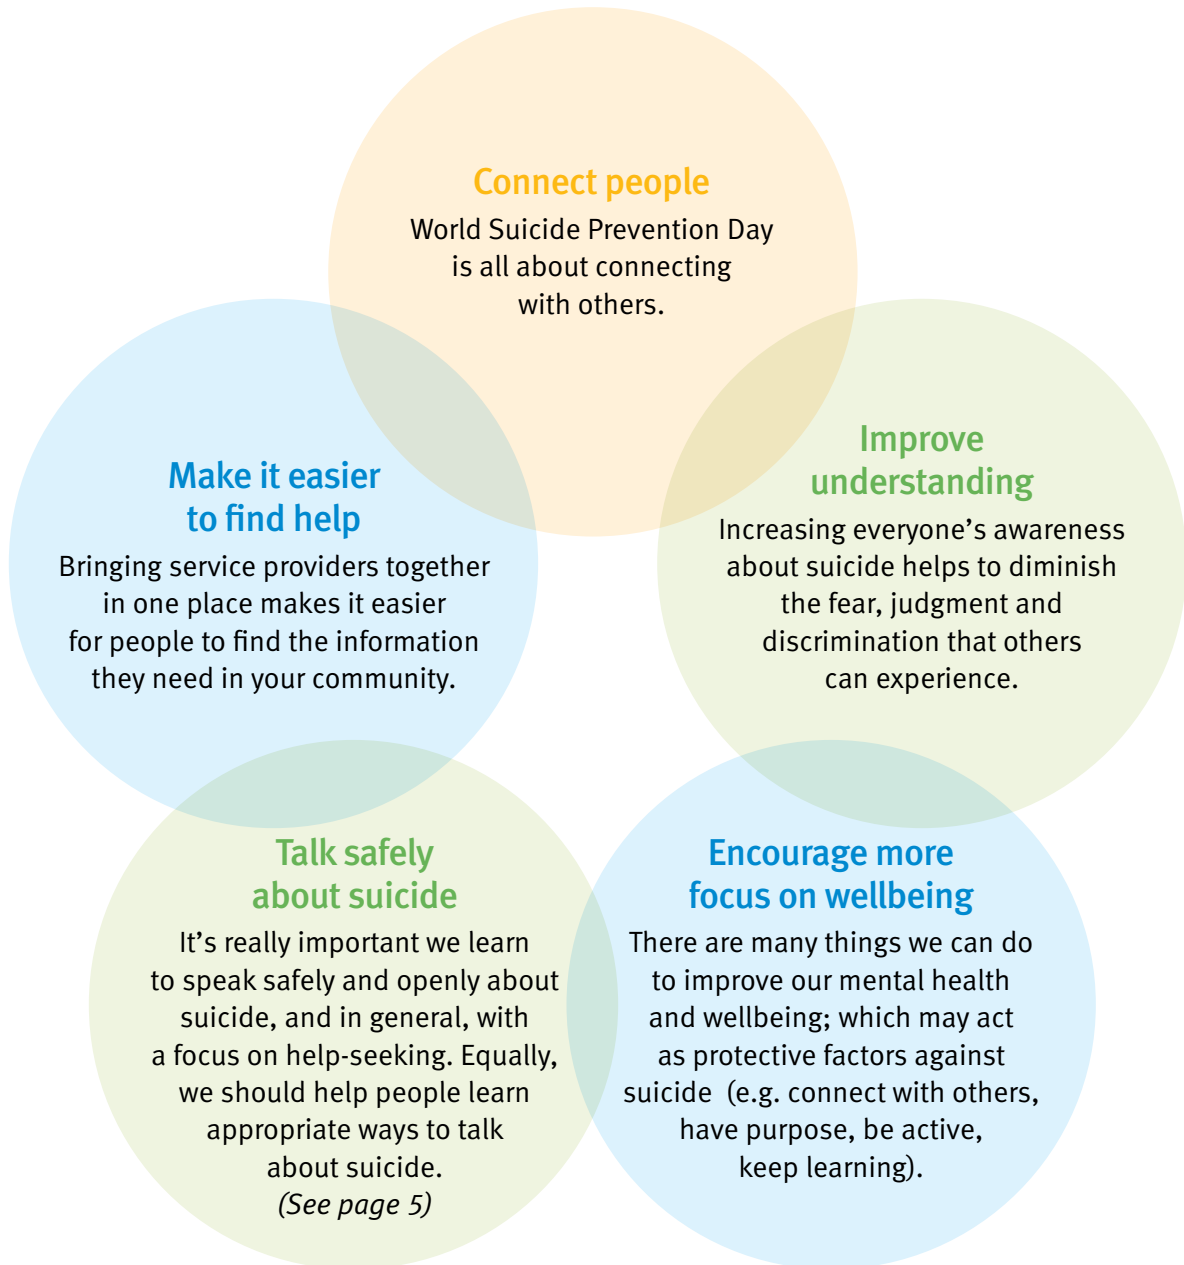 Connect people
World Suicide Prevention Day
is all about connecting
with others.
Make it easier
to find help
Bringing service providers together
in one place makes it easier
for people to find the information
they need in your community.
Improve
understanding
Increasing everyone’s awareness
about suicide helps to diminish
the fear, judgment and
discrimination that others
can experience.
Talk safely
about suicide
It’s really important we learn
to speak safely and openly about
suicide, and in general, with
a focus on help-seeking. Equally,
we should help people learn
appropriate ways to talk
about suicide.
(See page 5)
Encourage more
focus on wellbeing
There are many things we can do
to improve our mental health
and wellbeing; which may act
as protective factors against
suicide  (e.g. connect with others,
have purpose, be active,
keep learning).